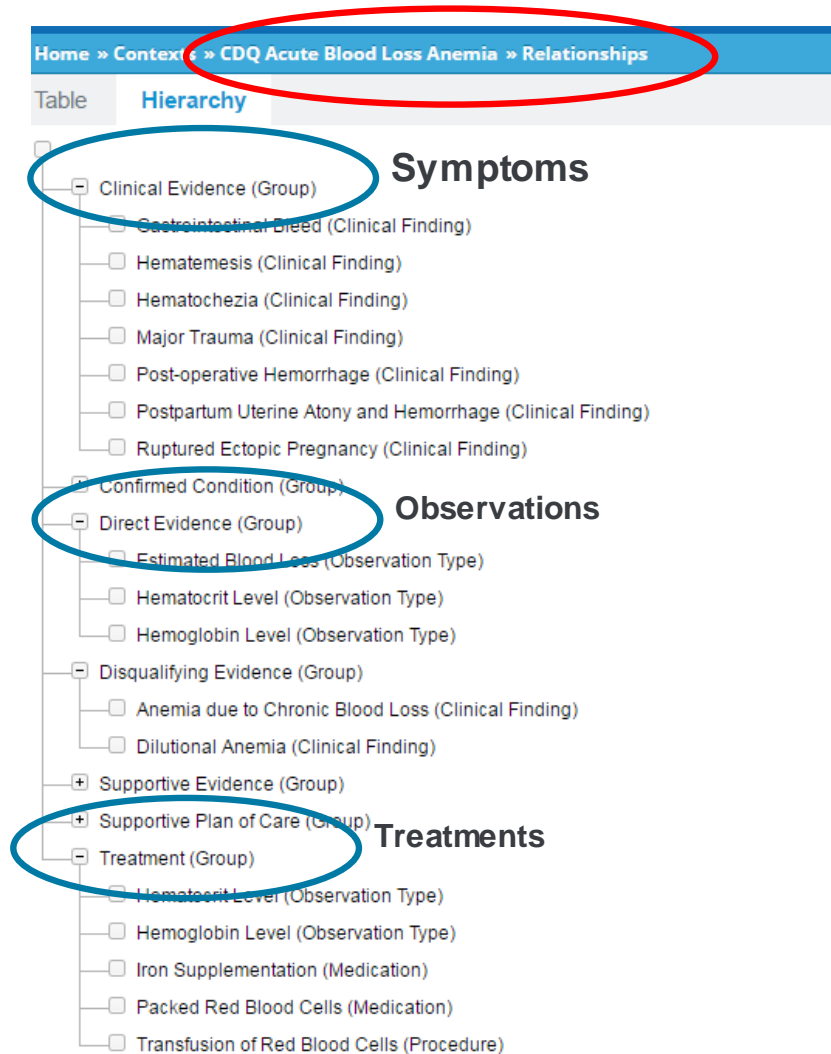 Home » Contexts » CDQ Acute Blood Loss Anemia » Relationships
Table Hierarchy
Symptoms
Clinical Evidence (Group)
Gastrointestinal Bleed (Clinical Finding)
Hematemesis (Clinical Finding)
Hematochezia (Clinical Finding)
Major Trauma (Clinical Finding)
Post-operative Hemorrhage (Clinical Finding)
Postpartum Uterine Atony and Hemorrhage (Clinical Finding)
Ruptured Ectopic Pregnancy (Clinical Finding)
Confirmed Condition (Group)
Observations
Direct Evidence (Group)
Estimated Blood Loss (Observation Type)
Hematocrit Level (Observation Type)
Hemoglobin Level (Observation Type)
Disqualifying Evidence (Group)
Anemia due to Chronic Blood Loss (Clinical Finding)
Dilutional Anemia (Clinical Finding)
Supportive Evidence (Group)
Supportive Plan of Care (Group)
Treatments
Treatment (Group)
Hematocrit Level (Observation Type)
Hemoglobin Level (Observation Type)
Iron Supplementation (Medication)
Packed Red Blood Cells (Medication)
Transfusion of Red Blood Cells (Procedure)